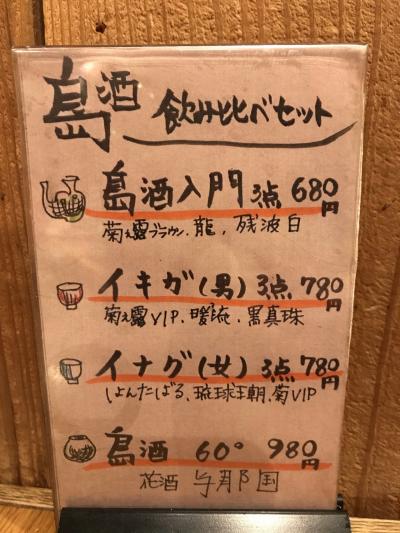 島酒 飲み比べセット
島酒入門 3点 680円
菊之露ブラウン、龍、残波白
イキガ(男) 3点 780円
菊之露VIP、暖流、黒真珠
イナグ(女) 3点 780円
しょんだばる、琉球王朝、菊VIP
島酒 60° 980円
花酒 与那国